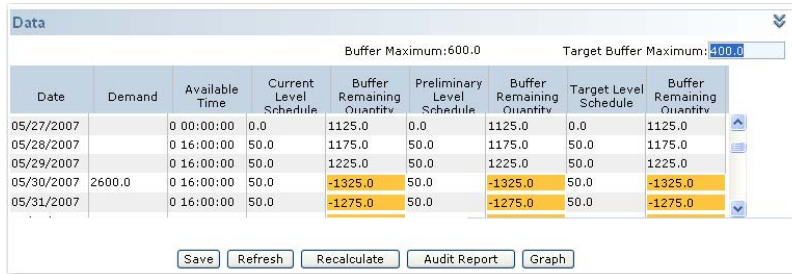 Data
Buffer Maximum:600.0 Target Buffer Maximum: 400.0
Date Demand Available Time Current Level Schedule Buffer Remaining Quantity Preliminary Level Schedule Buffer Remaining Quantity Target Level Schedule Buffer Remaining Quantity
05/27/2007 0 00:00:00 0.0 1125.0 0.0 1125.0 0.0 1125.0
05/28/2007 0 16:00:00 50.0 1175.0 50.0 1175.0 50.0 1175.0
05/29/2007 0 16:00:00 50.0 1225.0 50.0 1225.0 50.0 1225.0
05/30/2007 2600.0 0 16:00:00 50.0 -1325.0 50.0 -1325.0 50.0 -1325.0
05/31/2007 0 16:00:00 50.0 -1275.0 50.0 -1275.0 50.0 -1275.0
Save Refresh Recalculate Audit Report Graph